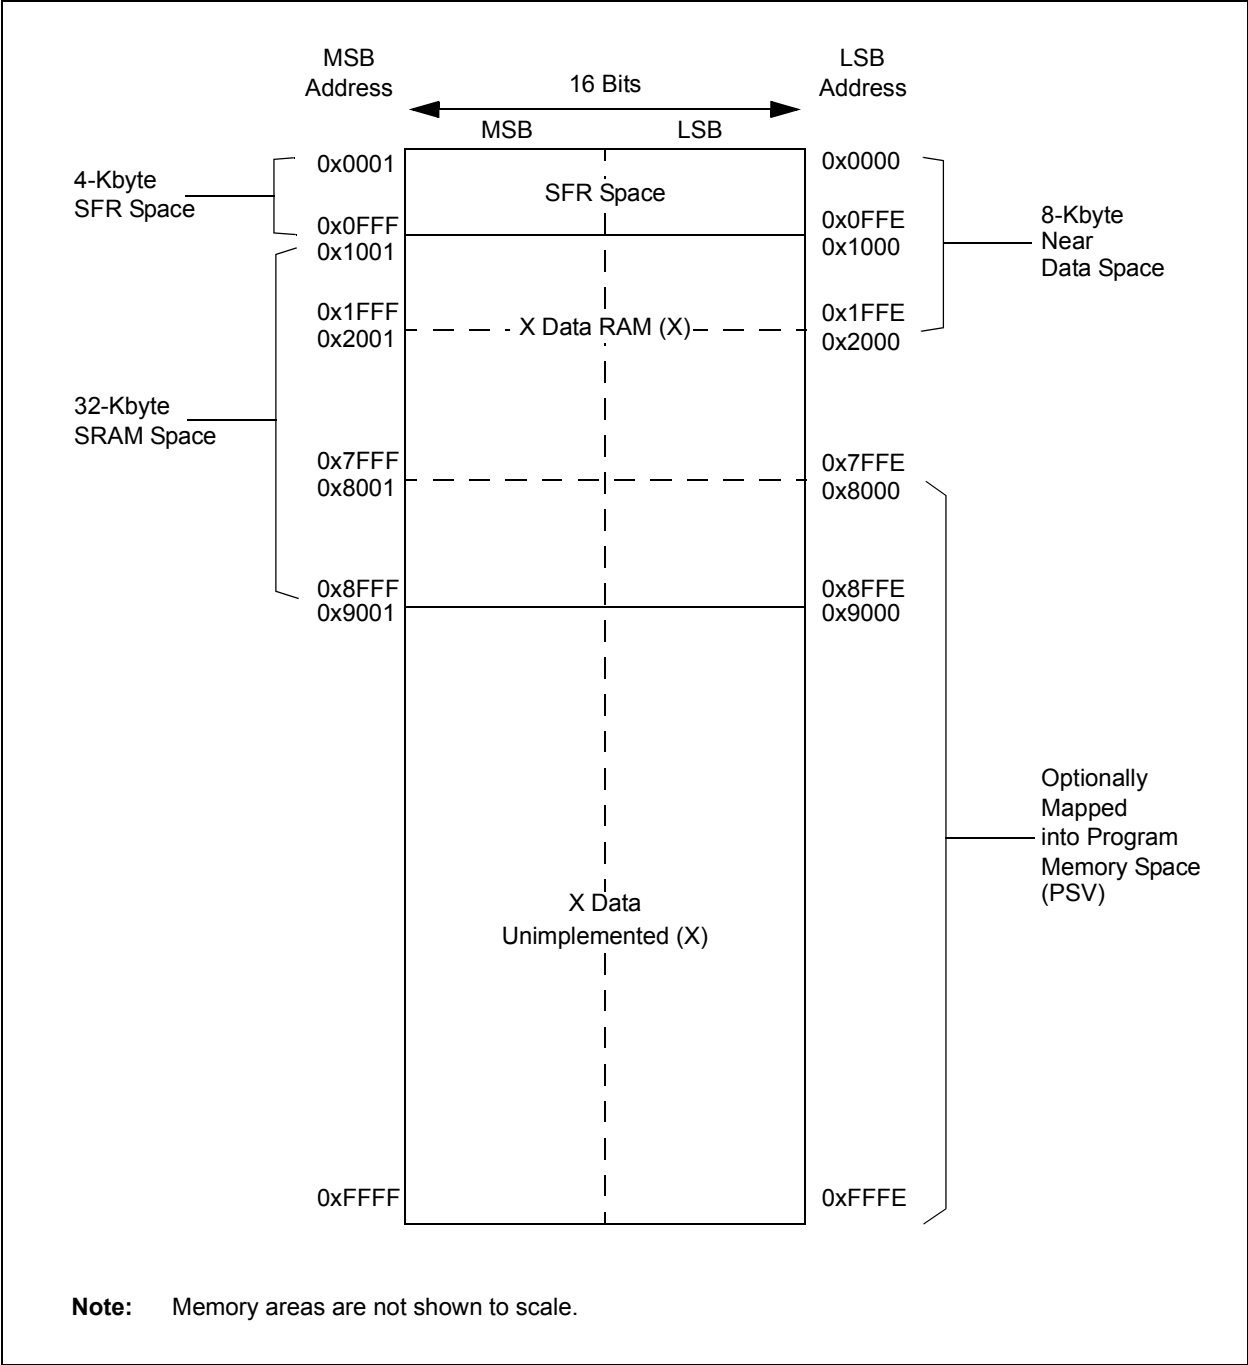 MSB
Address
16 Bits
LSB
Address
MSB
LSB
4-Kbyte
SFR Space
0x0001
0x0FFF
0x1001
SFR Space
0x0000
0x0FFE
0x1000
8-Kbyte
Near
Data Space
0x1FFF
0x2001
X Data RAM (X)
0x1FFE
0x2000
32-Kbyte
SRAM Space
0x7FFF
0x8001
0x7FFE
0x8000
0x8FFF
0x9001
0x8FFE
0x9000
Optionally
Mapped
into Program
Memory Space
(PSV)
X Data
Unimplemented (X)
0xFFFF
0xFFFE
Note: Memory areas are not shown to scale.